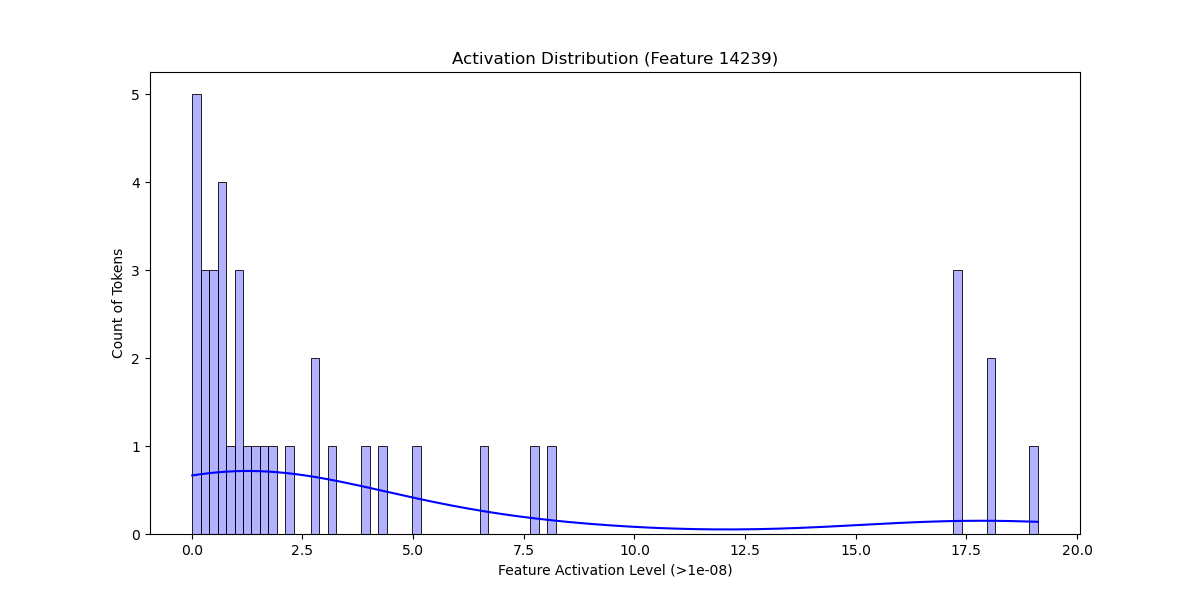 Activation Distribution (Feature 14239)
5
4
3
2
1
0
Count of Tokens
0.0 2.5 5.0 7.5 10.0 12.5 15.0 17.5 20.0
Feature Activation Level (>1e-08)